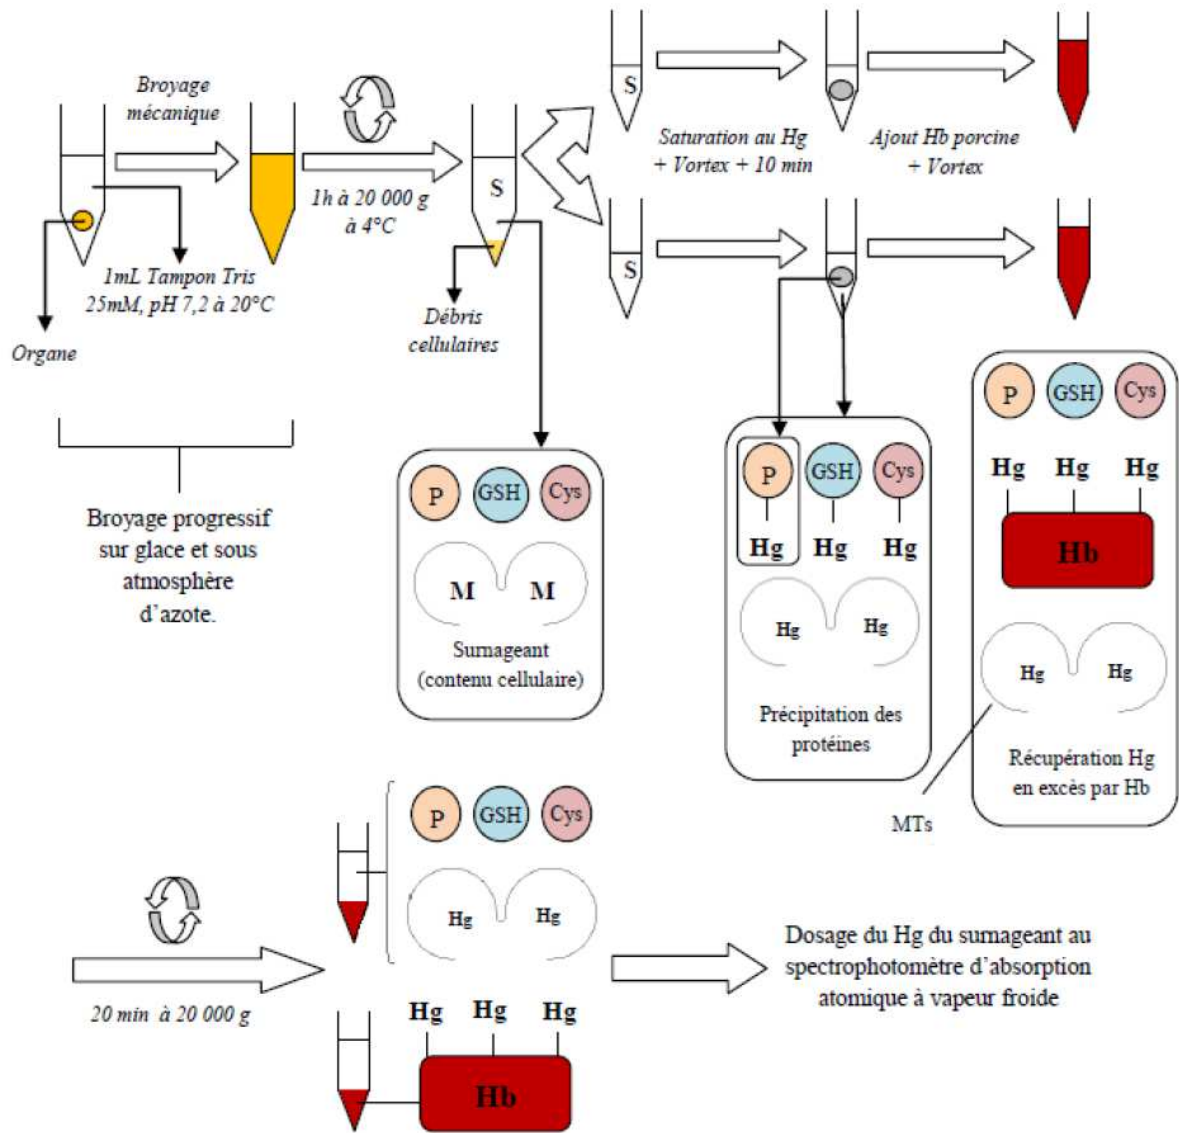 Broyage
mécanique
1h à 20 000 g
à 4°C
S
S
S
Saturation au Hg
+ Vortex + 10 min
Ajout Hb porcine
+ Vortex
1mL Tampon Tris
25mM, pH 7,2 à 20°C
Organe
Débris
cellulaires
Broyage progressif
sur glace et sous
atmosphère
d'azote.
P GSH Cys
M M
Surnageant
(contenu cellulaire)
P GSH Cys
Hg Hg Hg
Hg Hg
Précipitation des
protéines
P GSH Cys
Hg Hg Hg
Hb
Hg Hg
Récupération Hg
en excès par Hb
MTs
20 min à 20 000 g
P GSH Cys
Hg Hg
Hg Hg Hg
Hb
Dosage du Hg du surnageant au
spectrophotomètre d'absorption
atomique à vapeur froide